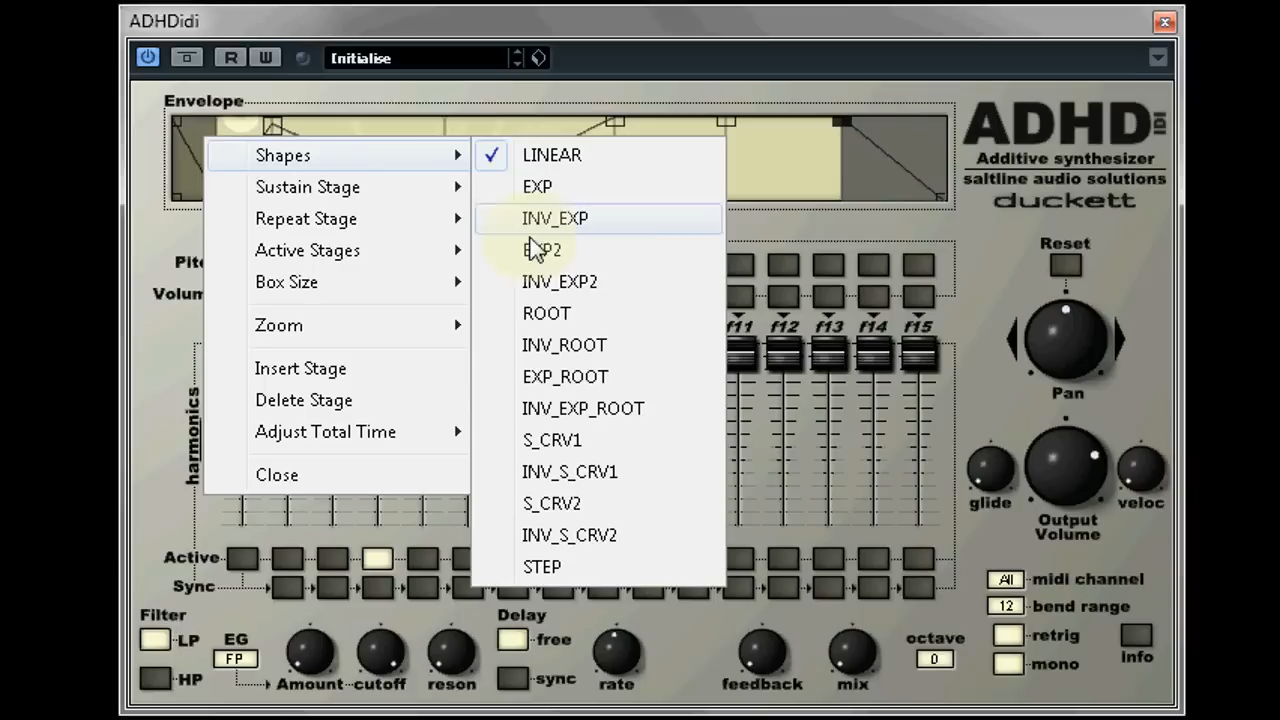 ADHDidi
R W Initialise
Envelope
ADHD IDI
Additive synthesizer
saltline audio solutions
duckett
Shapes
Sustain Stage
Repeat Stage
Active Stages
Box Size
Zoom
Insert Stage
Delete Stage
Adjust Total Time
Close
LINEAR
EXP
INV_EXP
EXP2
INV_EXP2
ROOT
INV_ROOT
EXP_ROOT
INV_EXP_ROOT
S_CRV1
INV_S_CRV1
S_CRV2
INV_S_CRV2
STEP
Pitc
Volum
f11 f12 f13 f14 f15
harmonics
Reset
Pan
glide
Output
Volume
veloc
Active
Sync
Filter
LP
HP
EG
FP
Amount cutoff reson
Delay
free
sync
rate
feedback mix
octave
0
All midi channel
12 bend range
retrig
mono
Info